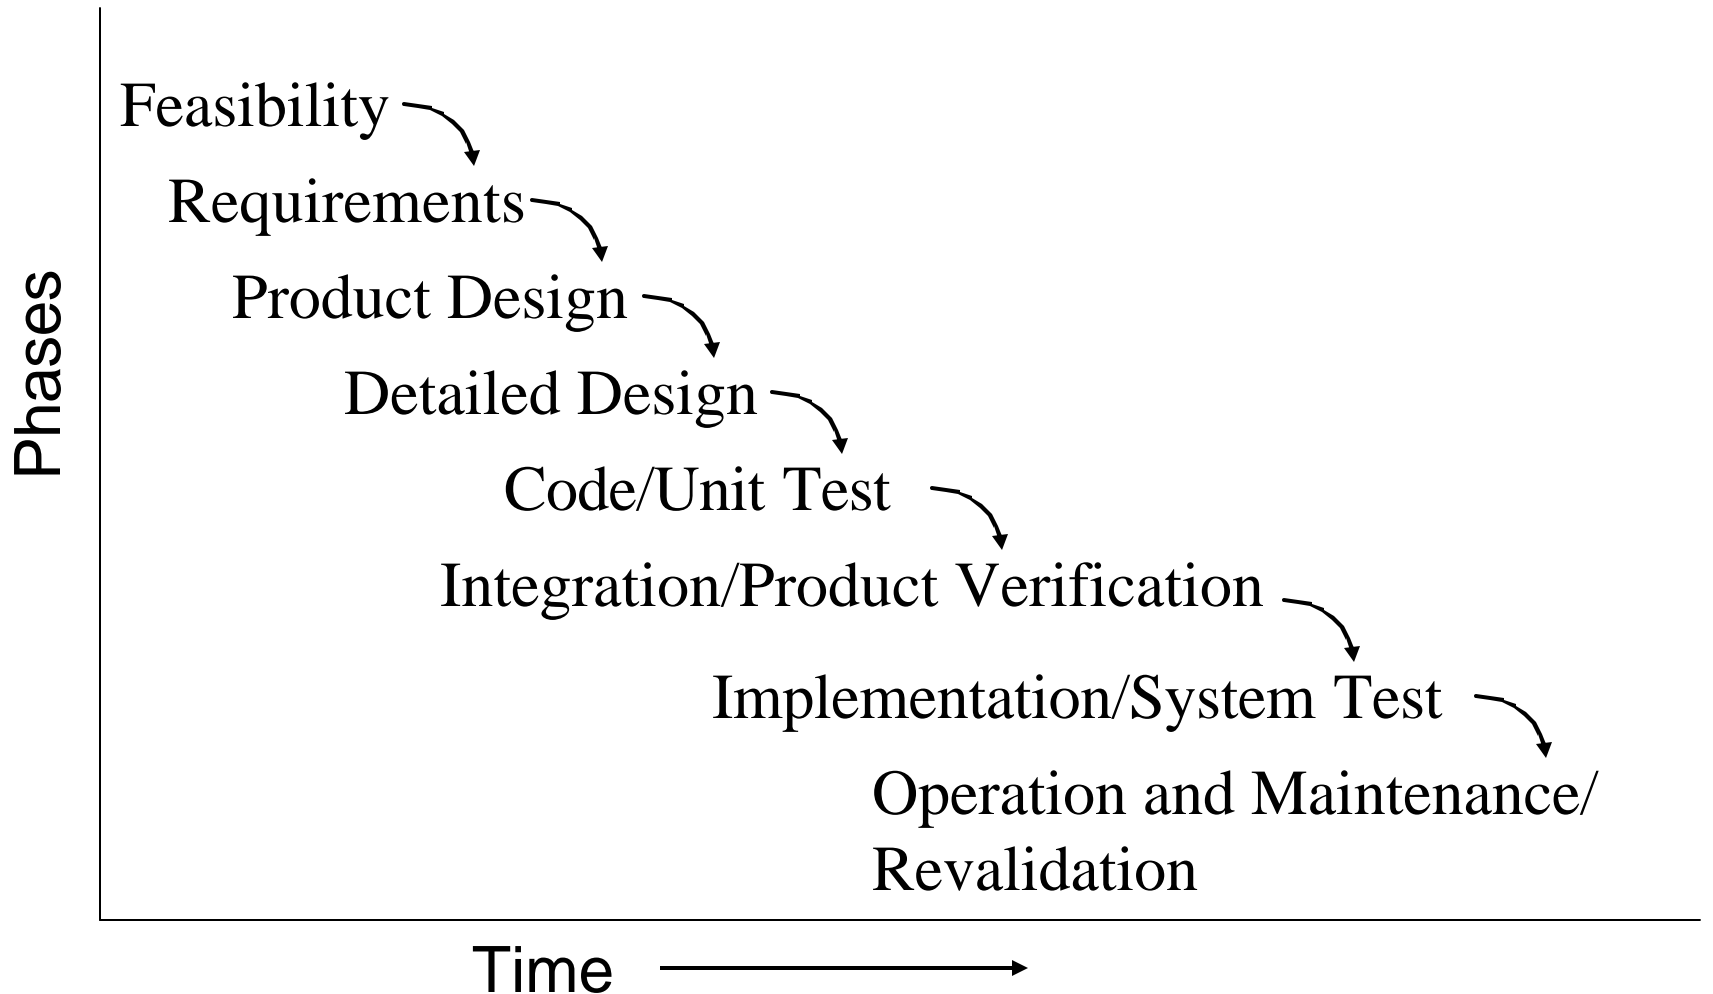 Feasibility
Requirements
Product Design
Detailed Design
Code/Unit Test
Integration/Product Verification
Implementation/System Test
Operation and Maintenance/
Revalidation
Phases
Time